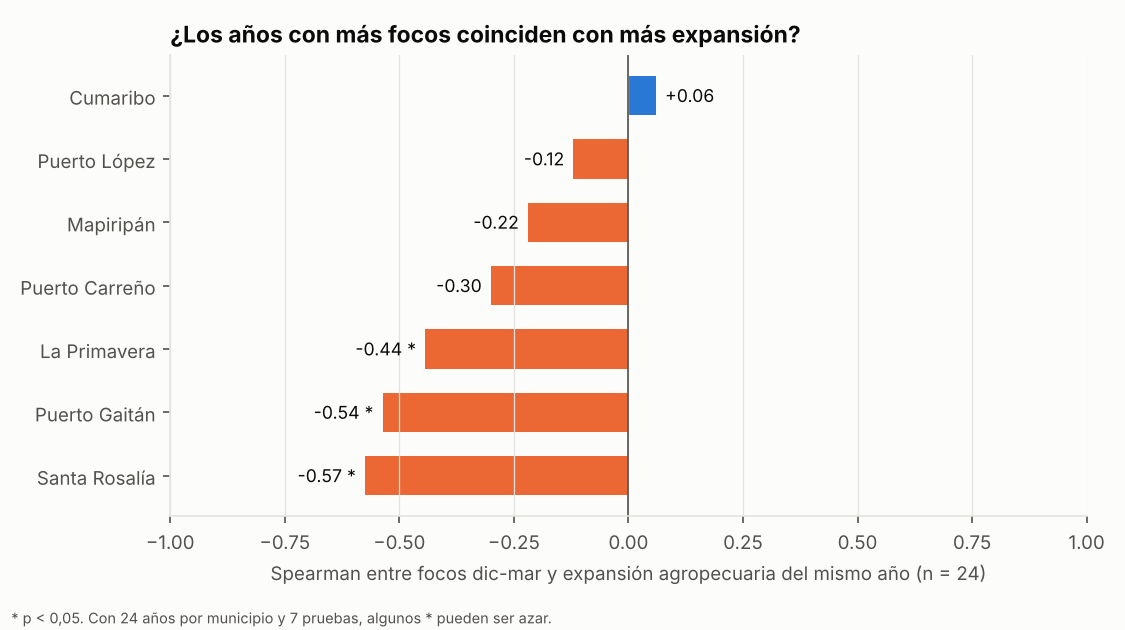 ¿Los años con más focos coinciden con más expansión?
Cumaribo
+0.06
Puerto López
-0.12
Mapiripán
-0.22
Puerto Carreño
-0.30
La Primavera
-0.44 *
Puerto Gaitán
-0.54 *
Santa Rosalía
-0.57 *
−1.00 −0.75 −0.50 −0.25 0.00 0.25 0.50 0.75 1.00
Spearman entre focos dic-mar y expansión agropecuaria del mismo año (n = 24)
* p < 0,05. Con 24 años por municipio y 7 pruebas, algunos * pueden ser azar.